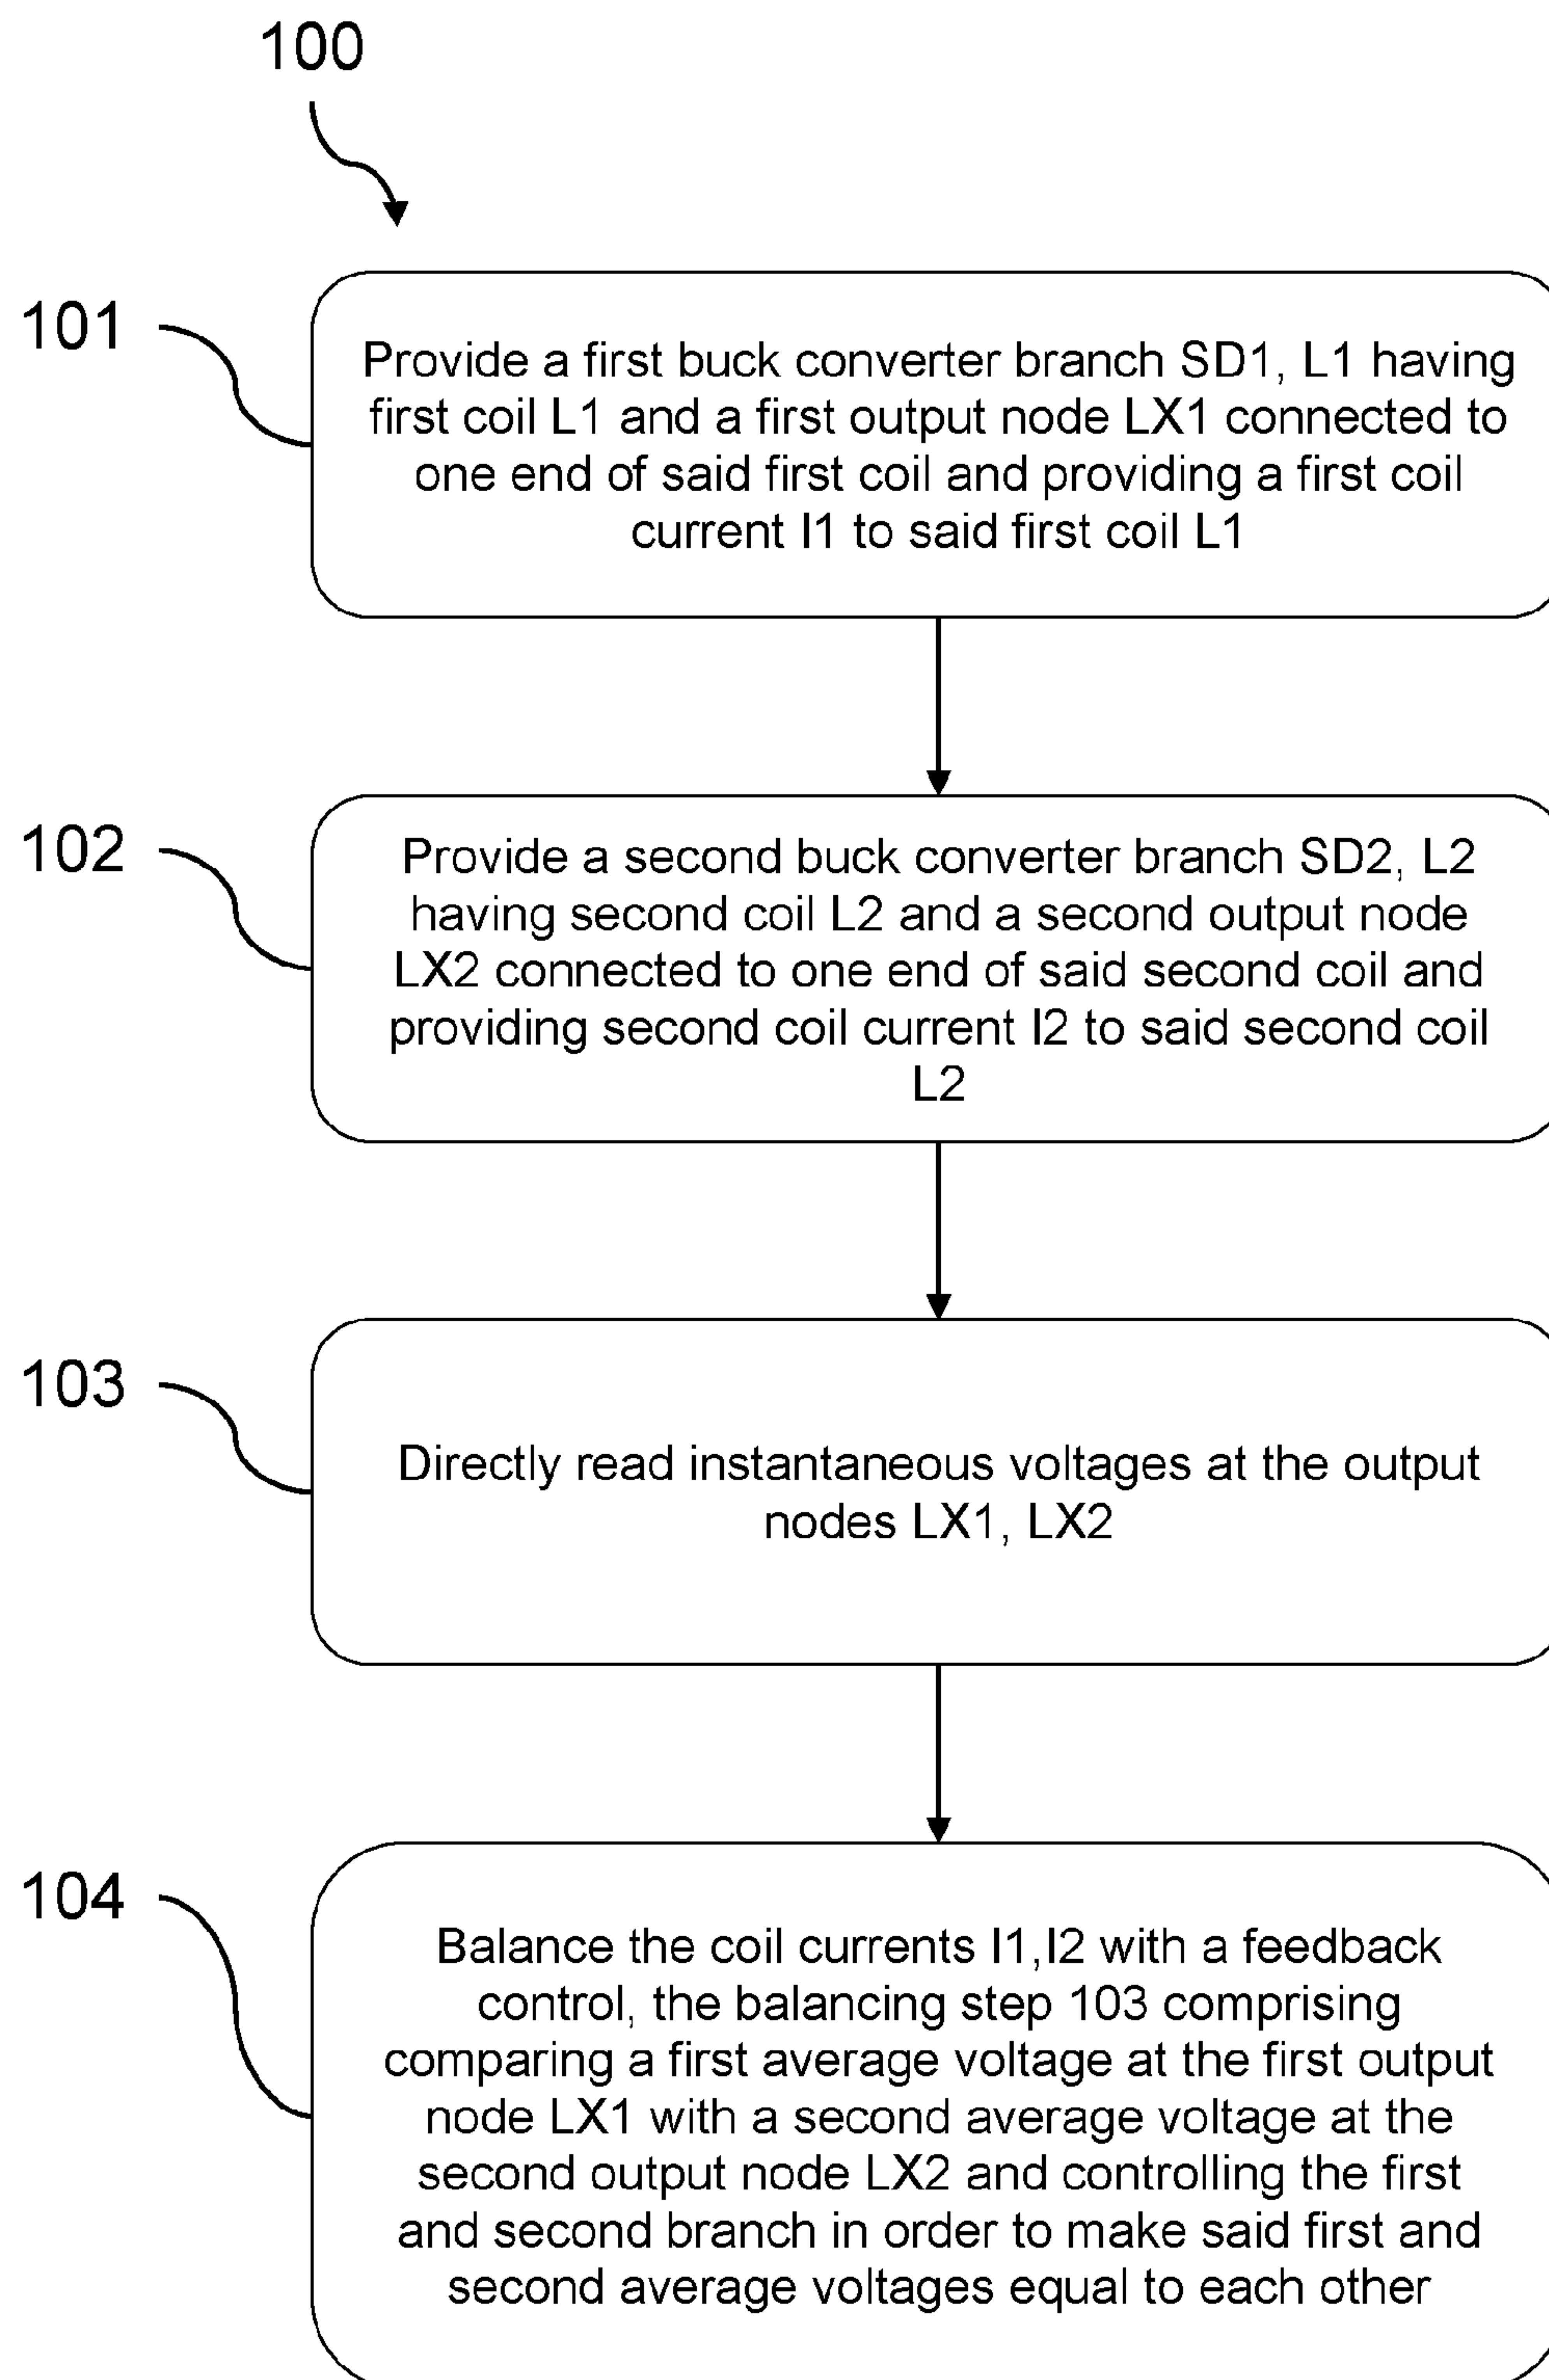 100
101
Provide a first buck converter branch SD1, L1 having
first coil L1 and a first output node LX1 connected to
one end of said first coil and providing a first coil
current I1 to said first coil L1
102
Provide a second buck converter branch SD2, L2
having second coil L2 and a second output node
LX2 connected to one end of said second coil and
providing second coil current I2 to said second coil
L2
103
Directly read instantaneous voltages at the output
nodes LX1, LX2
104
Balance the coil currents I1,I2 with a feedback
control, the balancing step 103 comprising
comparing a first average voltage at the first output
node LX1 with a second average voltage at the
second output node LX2 and controlling the first
and second branch in order to make said first and
second average voltages equal to each other